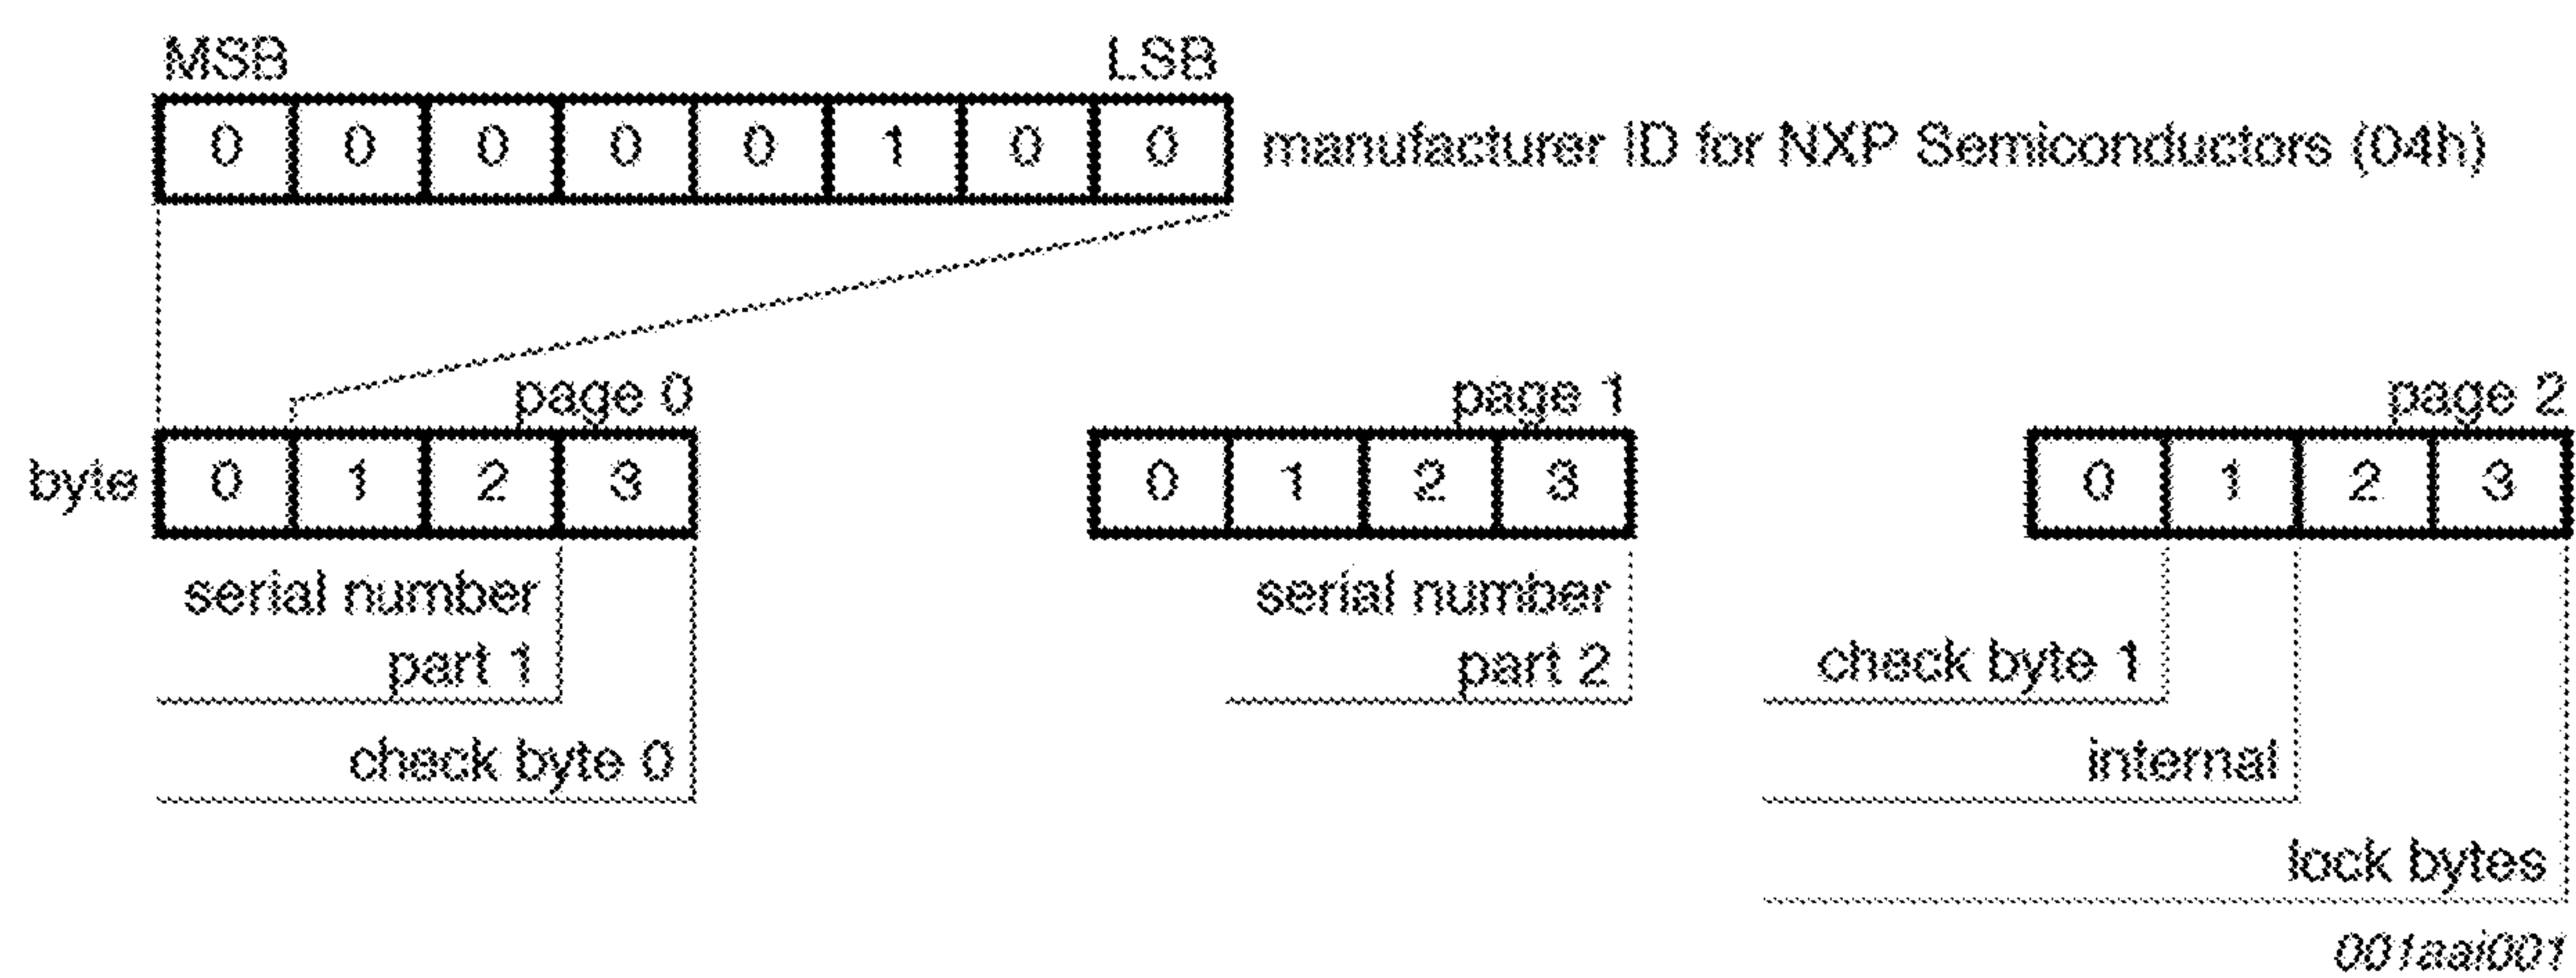 MSB LSB
0 0 0 0 0 1 0 0 manufacturer ID for NXP Semiconductors (04h)
page 0 page 1 page 2
byte 0 1 2 3 0 1 2 3 0 1 2 3
serial number serial number
part 1 part 2 check byte 1
check byte 0 internal
lock bytes
001aai001